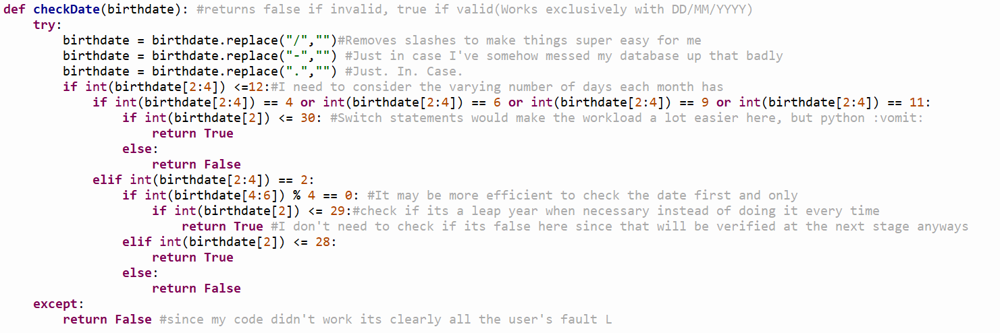 def checkDate(birthdate): #returns false if invalid, true if valid(Works exclusively with DD/MM/YYYY)
    try:
        birthdate = birthdate.replace("/","")#Removes slashes to make things super easy for me
        birthdate = birthdate.replace("-","") #Just in case I've somehow messed my database up that badly
        birthdate = birthdate.replace(".","") #Just. In. Case.
        if int(birthdate[2:4]) <=12:#I need to consider the varying number of days each month has
            if int(birthdate[2:4]) == 4 or int(birthdate[2:4]) == 6 or int(birthdate[2:4]) == 9 or int(birthdate[2:4]) == 11:
                if int(birthdate[2]) <= 30: #Switch statements would make the workload a lot easier here, but python :vomit:
                    return True
                else:
                    return False
            elif int(birthdate[2:4]) == 2:
                if int(birthdate[4:6]) % 4 == 0: #It may be more efficient to check the date first and only
                    if int(birthdate[2]) <= 29:#check if its a leap year when necessary instead of doing it every time
                        return True #I don't need to check if its false here since that will be verified at the next stage anyways
                elif int(birthdate[2]) <= 28:
                    return True
                else:
                    return False
    except:
        return False #since my code didn't work its clearly all the user's fault L